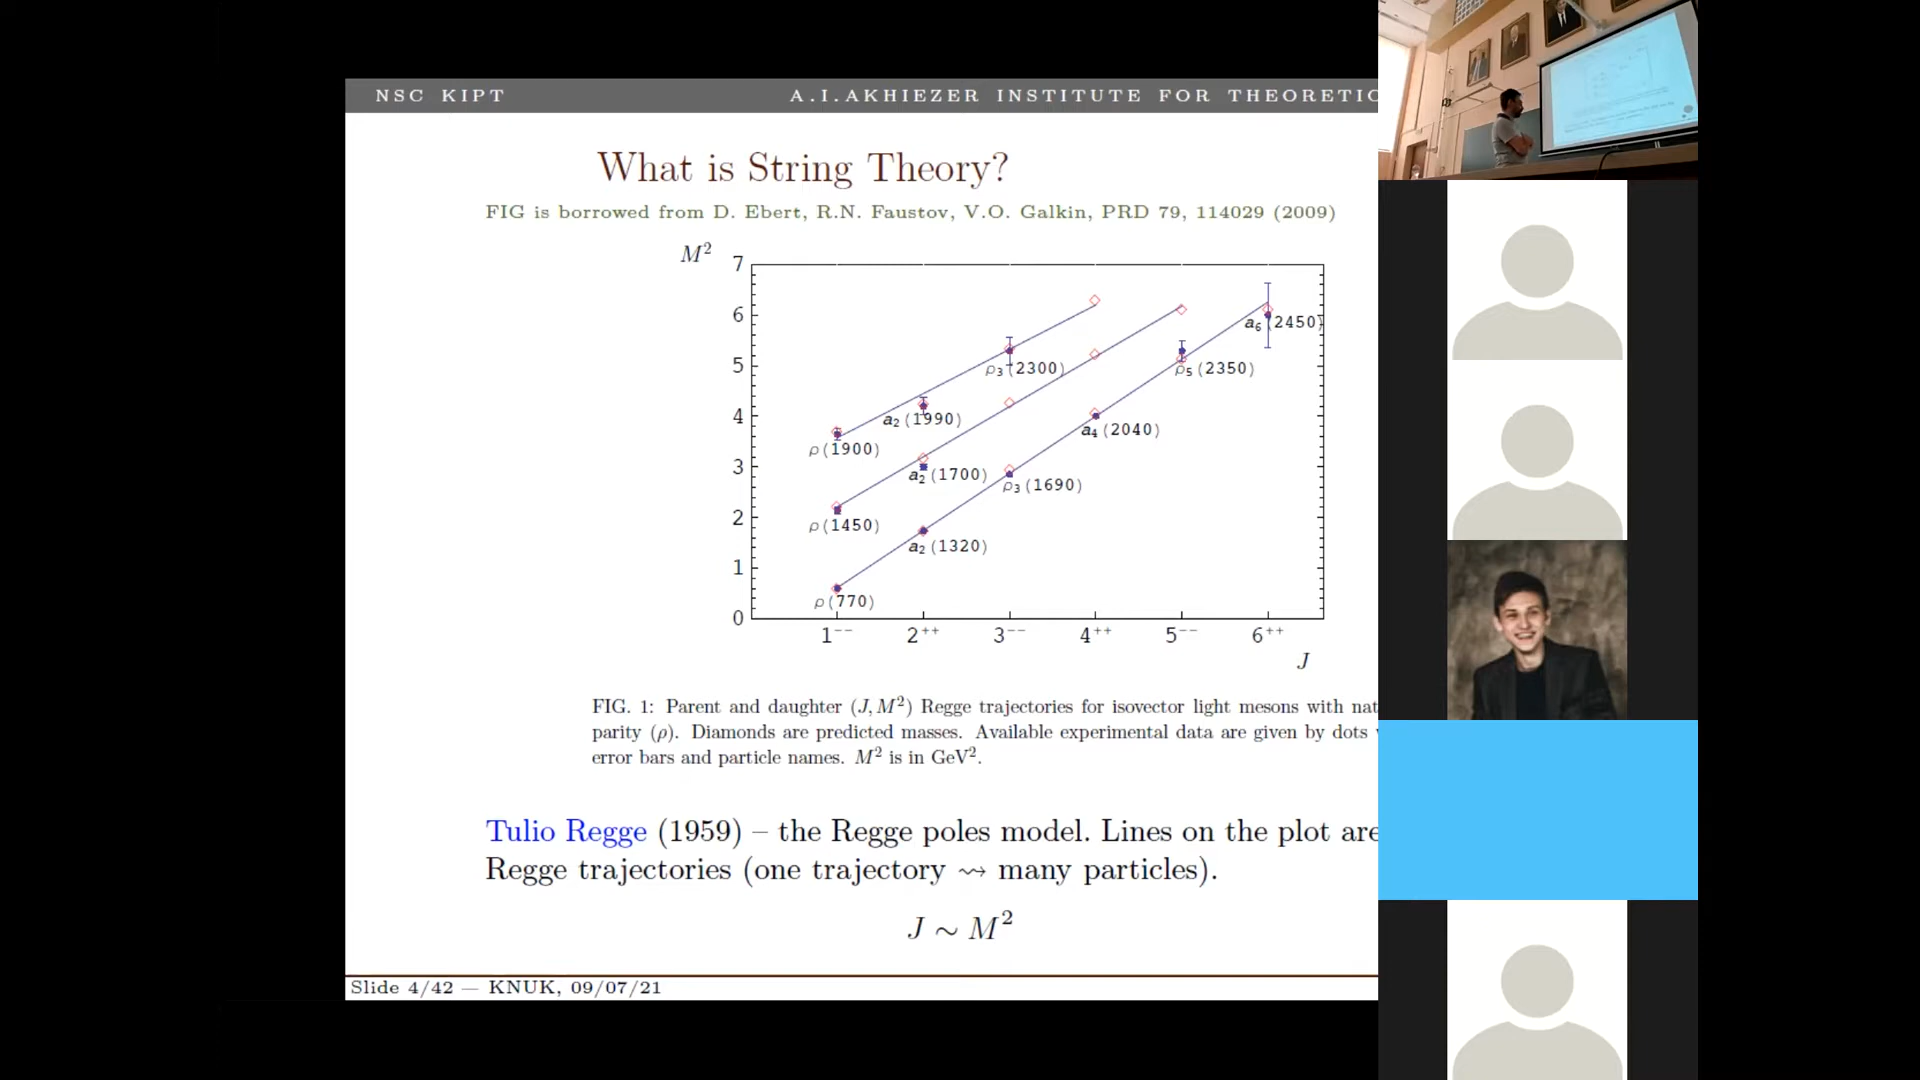 NSC KIPT
A.I.AKHIEZER INSTITUTE FOR THEORETIC
What is String Theory?
FIG is borrowed from D. Ebert, R.N. Faustov, V.O. Galkin, PRD 79, 114029 (2009)
M²
7
6
5
4
3
2
1
0
a₆ (2450)
ρ₃ (2300)
ρ₅ (2350)
a₂ (1990)
a₄ (2040)
ρ (1900)
a₂ (1700)
ρ₃ (1690)
ρ (1450)
a₂ (1320)
ρ (770)
1⁻⁻ 2⁺⁺ 3⁻⁻ 4⁺⁺ 5⁻⁻ 6⁺⁺
J
FIG. 1: Parent and daughter (J, M²) Regge trajectories for isovector light mesons with nat
parity (ρ). Diamonds are predicted masses. Available experimental data are given by dots
error bars and particle names. M² is in GeV².
Tulio Regge (1959) – the Regge poles model. Lines on the plot are
Regge trajectories (one trajectory ⇝ many particles).
J ∼ M²
Slide 4/42 — KNUK, 09/07/21